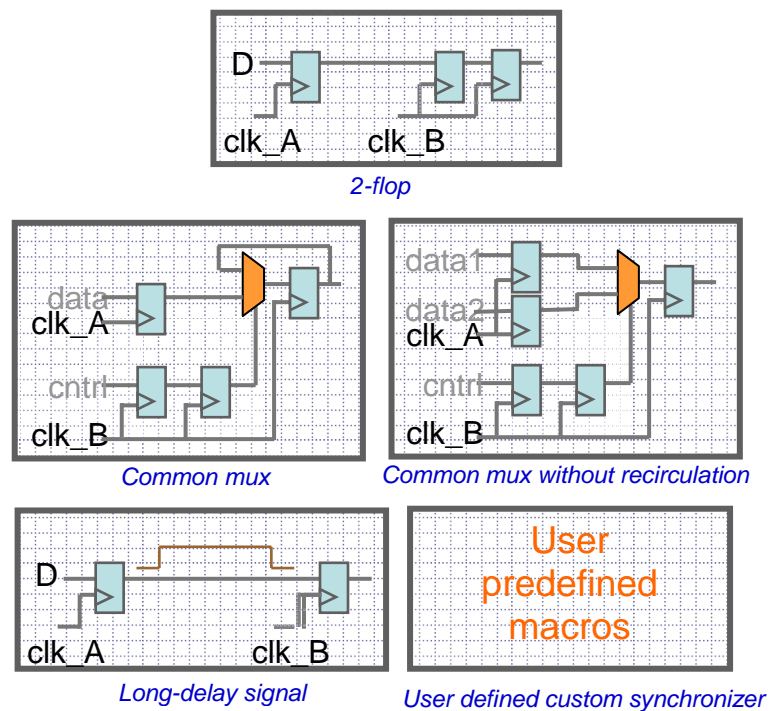 D
clk_A
clk_B
2-flop
data
clk_A
cntrl
clk_B
Common mux
data1
data2
clk_A
cntrl
clk_B
Common mux without recirculation
D
clk_A
clk_B
Long-delay signal
User
predefined
macros
User defined custom synchronizer